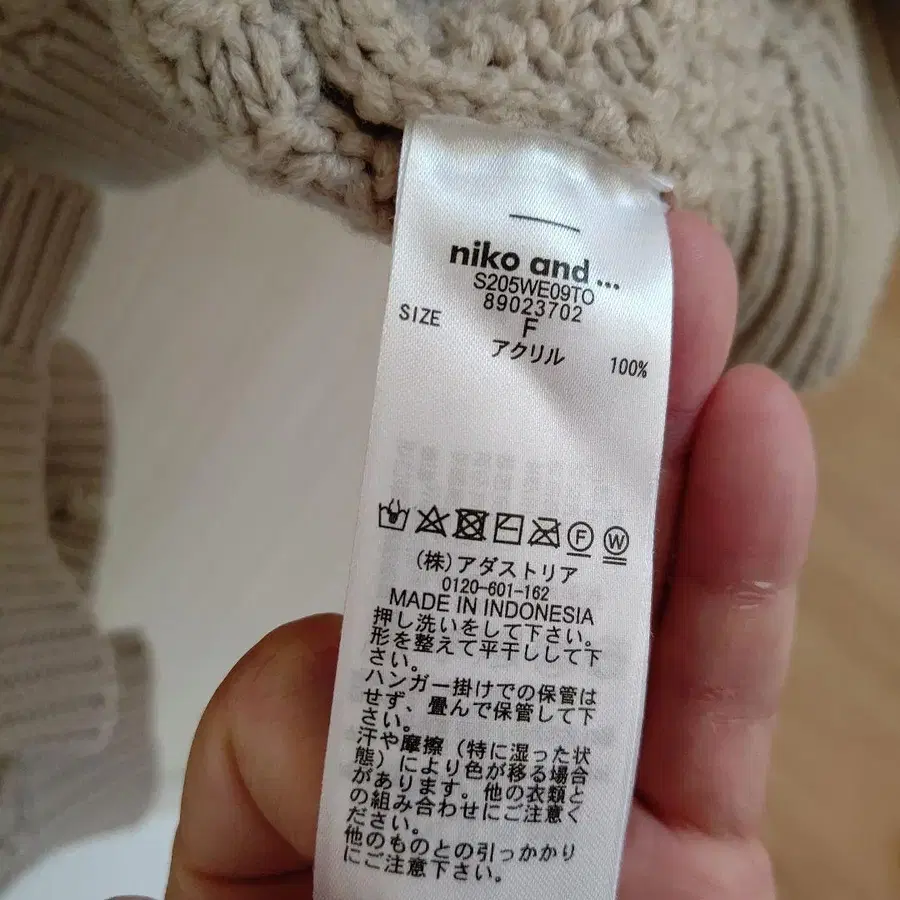 niko and ...
S205WE09TO
89023702
SIZE F
アクリル 100%
F W
(株)アダストリア
0120-601-162
MADE IN INDONESIA
押し洗いをして下さい。
形を整えて平干しして下
さい。
ハンガー掛けでの保管は
せず、畳んで保管して下
さい。
汗や摩擦(特に湿った状
態)により色が移る場合
があります。他の衣類と
の組み合わせにご注意く
ださい。
他のものとの引っかかり
にご注意下さい。